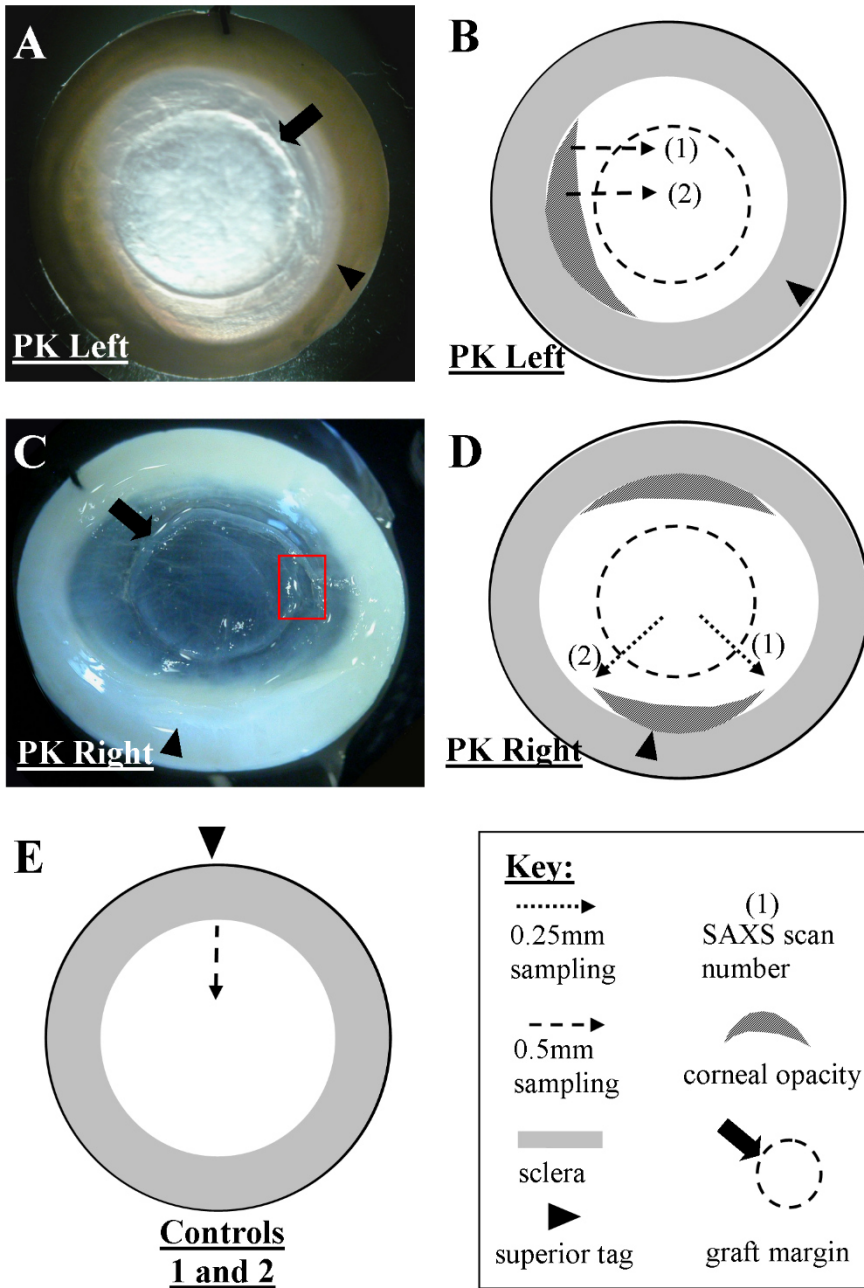 A
PK Left
B
(1)
(2)
PK Left
C
PK Right
D
(2)
(1)
PK Right
E
Controls
1 and 2
Key:
0.25mm
sampling
(1)
SAXS scan
number
0.5mm
sampling
corneal opacity
sclera
superior tag
graft margin